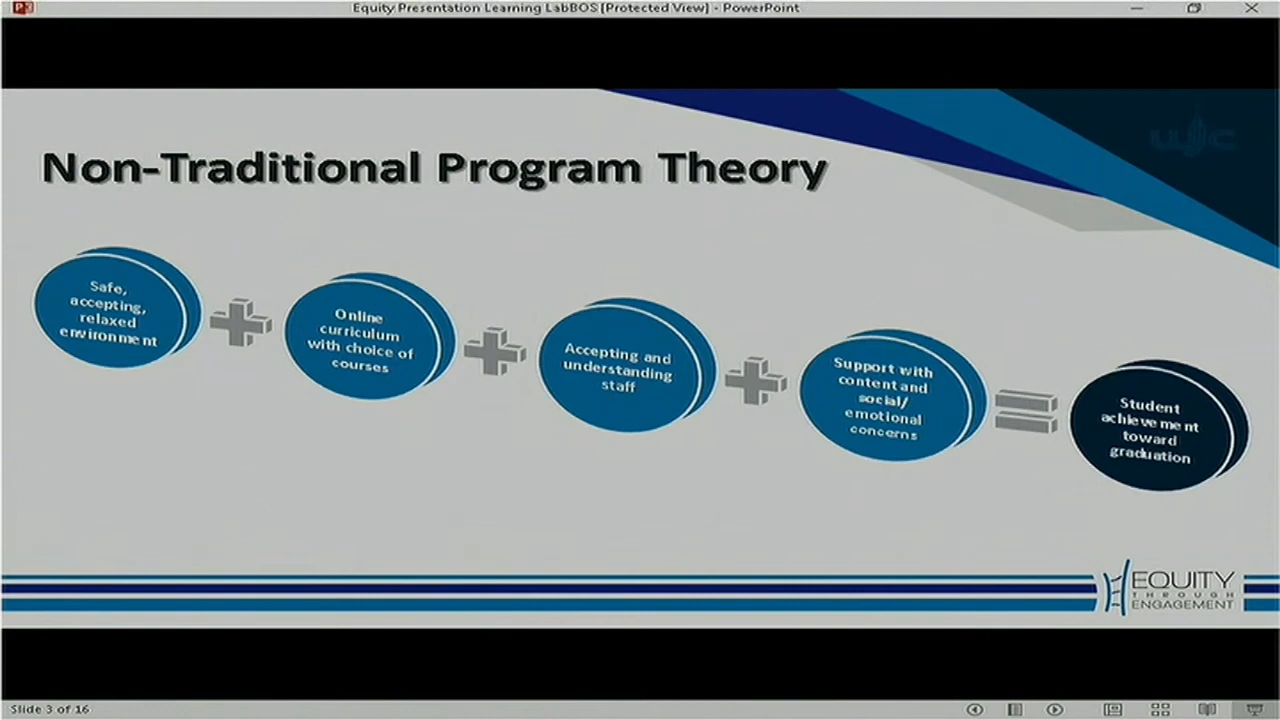 Equity Presentation Learning LabBOS [Protected View] - PowerPoint
Non-Traditional Program Theory
Safe,
accepting,
relaxed
environment
Online
curriculum
with choice of
courses
Accepting and
understanding
staff
Support with
content and
social/
emotional
concerns
Student
achievement
toward
graduation
EQUITY
THROUGH
ENGAGEMENT
Slide 3 of 16